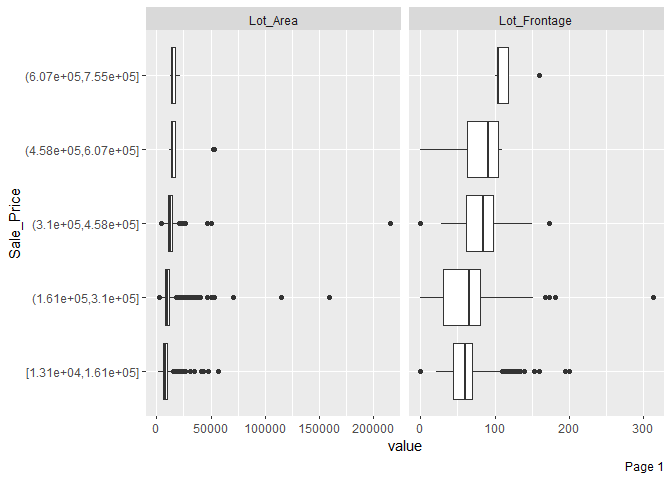 Lot_Area
Lot_Frontage
Sale_Price
(6.07e+05,7.55e+05]
(4.58e+05,6.07e+05]
(3.1e+05,4.58e+05]
(1.61e+05,3.1e+05]
[1.31e+04,1.61e+05]
0 50000 100000 150000 200000
0 100 200 300
value
Page 1